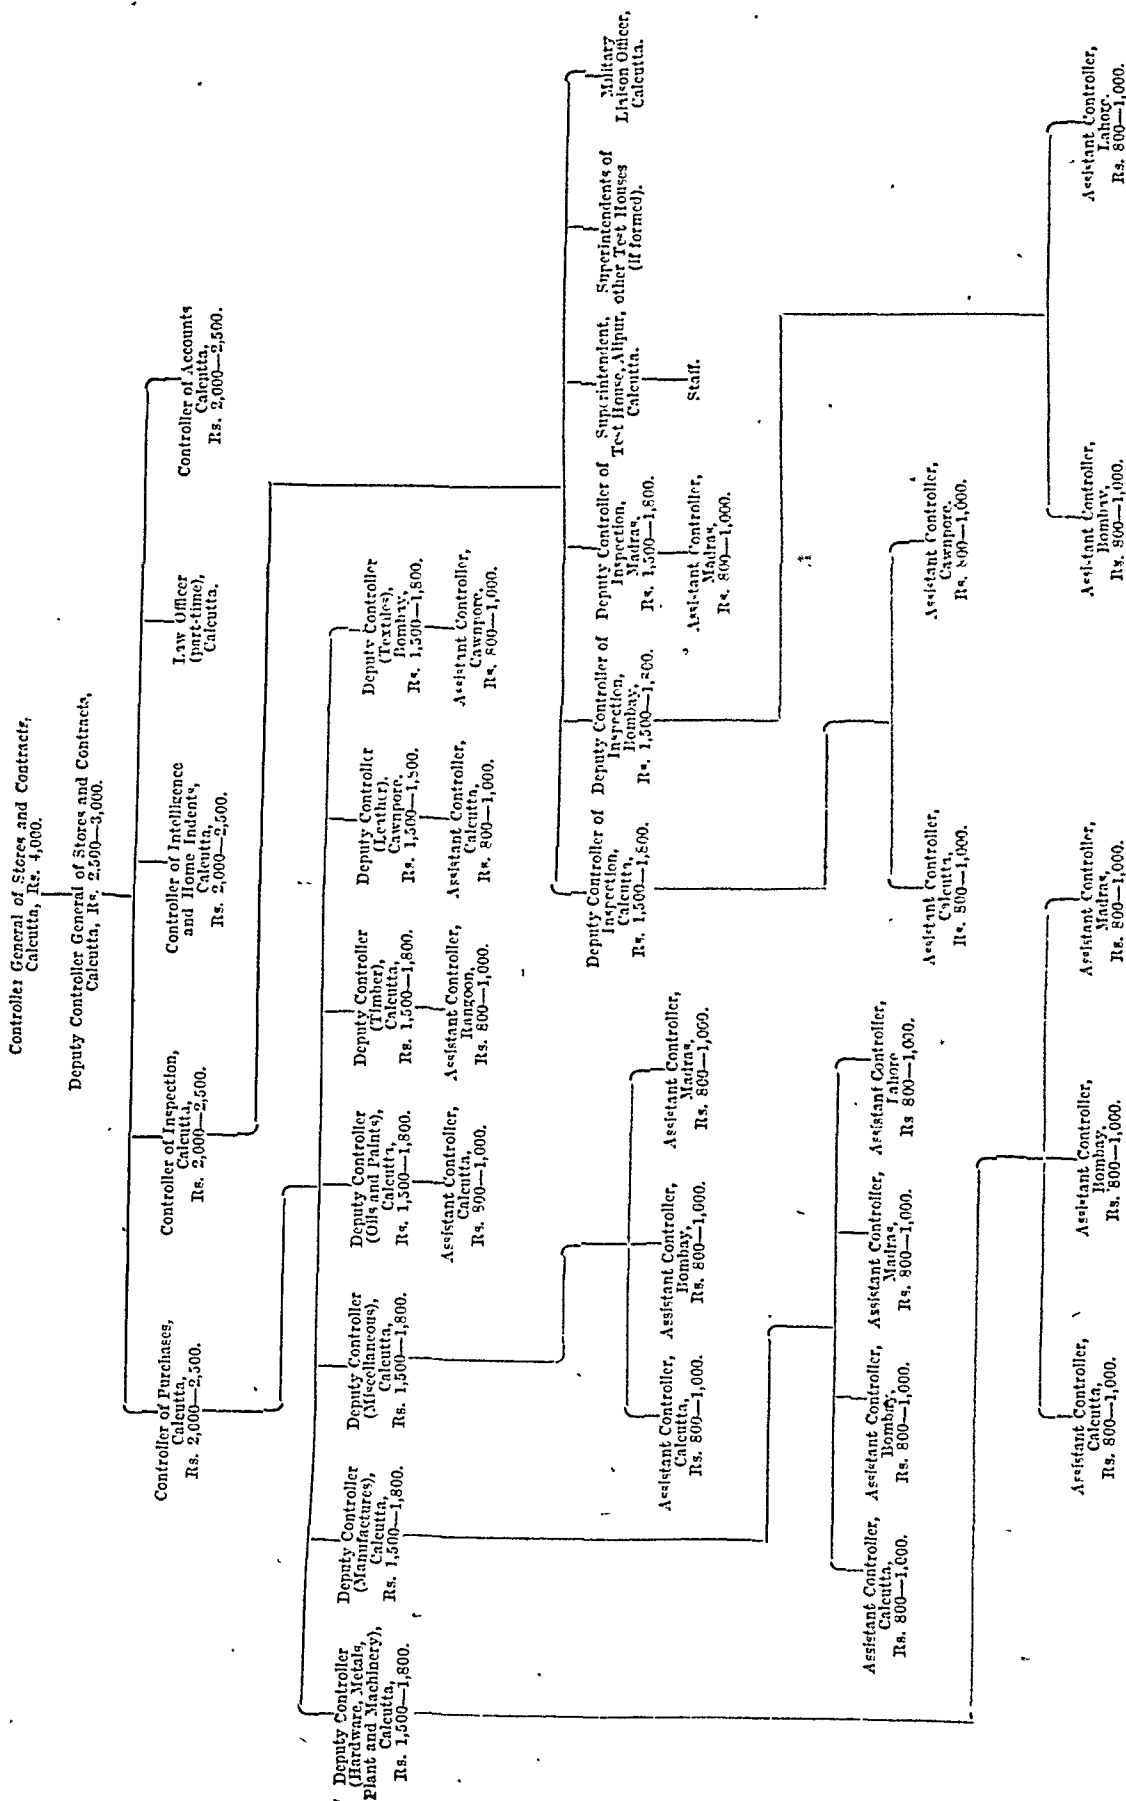 Controller General of Stores and Contracts,
Calcutta, Rs. 4,000.
Deputy Controller General of Stores and Contracts,
Calcutta, Rs. 2,500—3,000.
Controller of Purchases,
Calcutta,
Rs. 2,000—2,500.
Controller of Inspection,
Calcutta,
Rs. 2,000—2,500.
Controller of Intelligence
and Home Indents,
Calcutta,
Rs. 2,000—2,500.
Law Officer
(part-time),
Calcutta.
Controller of Accounts
Calcutta,
Rs. 2,000—2,500.
Deputy Controller
(Hardware, Metals,
Plant and Machinery),
Calcutta,
Rs. 1,500—1,800.
Deputy Controller
(Manufactures),
Calcutta,
Rs. 1,500—1,800.
Deputy Controller
(Miscellaneous),
Calcutta,
Rs. 1,500—1,800.
Deputy Controller
(Oils and Paints),
Calcutta,
Rs. 1,500—1,800.
Assistant Controller,
Calcutta,
Rs. 800—1,000.
Deputy Controller
(Timber),
Calcutta,
Rs. 1,500—1,800.
Assistant Controller,
Rangoon,
Rs. 800—1,000.
Deputy Controller
(Leather),
Cawnpore,
Rs. 1,500—1,800.
Assistant Controller,
Calcutta,
Rs. 800—1,000.
Deputy Controller
(Textiles),
Bombay,
Rs. 1,500—1,800.
Assistant Controller,
Cawnpore,
Rs. 800—1,000.
Deputy Controller of
Inspection,
Calcutta,
Rs. 1,500—1,800.
Deputy Controller of
Inspection,
Bombay,
Rs. 1,500—1,800.
Deputy Controller of
Inspection,
Madras,
Rs. 1,500—1,800.
Assistant Controller,
Madras,
Rs. 800—1,000.
Superintendent,
Test House, Alipur,
Calcutta.
Staff.
Superintendents of
other Test Houses
(if formed).
Military
Liaison Officer,
Calcutta.
Assistant Controller,
Calcutta,
Rs. 800—1,000.
Assistant Controller,
Bombay,
Rs. 800—1,000.
Assistant Controller,
Madras,
Rs. 800—1,000.
Assistant Controller,
Calcutta,
Rs. 800—1,000.
Assistant Controller,
Bombay,
Rs. 800—1,000.
Assistant Controller,
Madras,
Rs. 800—1,000.
Assistant Controller,
Lahore
Rs 800—1,000.
Assistant Controller,
Calcutta,
Rs. 800—1,000.
Assistant Controller,
Cawnpore.
Rs. 800—1,000.
Assistant Controller,
Calcutta,
Rs. 800—1,000.
Assistant Controller,
Bombay,
Rs. 800—1,000.
Assistant Controller,
Madras,
Rs. 800—1,000.
Assistant Controller,
Bombay,
Rs. 800—1,000.
Assistant Controller,
Lahore.
Rs. 800—1,000.